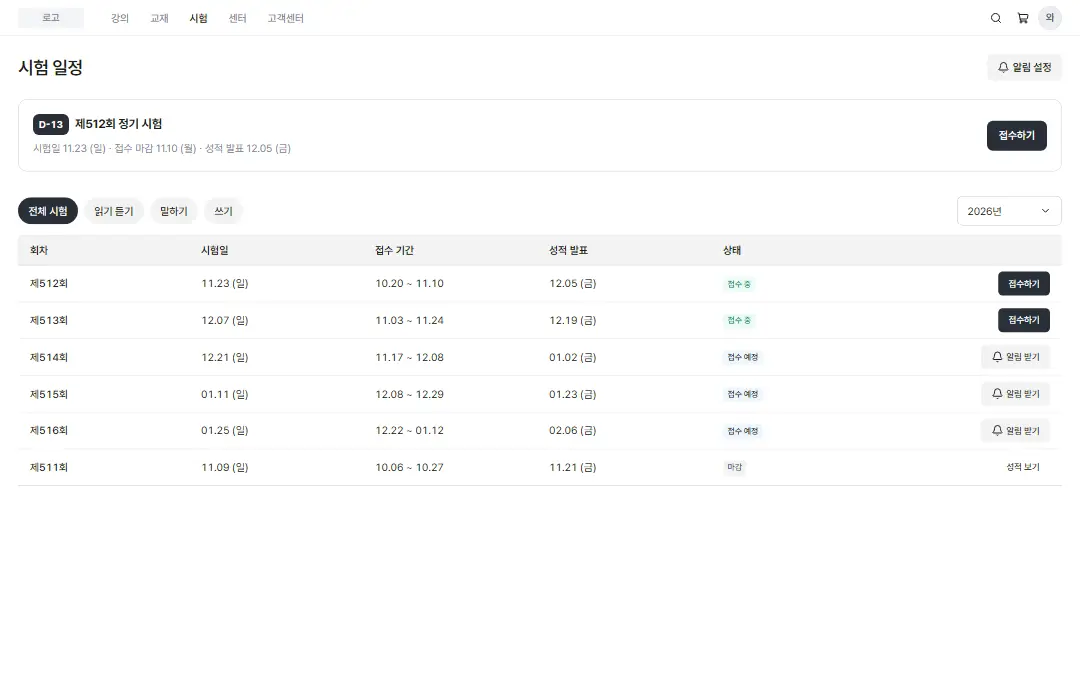 로고 강의 교재 시험 센터 고객센터 외
시험 일정 알림 설정
D-13 제512회 정기 시험
시험일 11.23 (일) · 접수 마감 11.10 (월) · 성적 발표 12.05 (금)
접수하기
전체 시험 읽기 듣기 말하기 쓰기 2026년
회차 시험일 접수 기간 성적 발표 상태
제512회 11.23 (일) 10.20 ~ 11.10 12.05 (금) 접수 중 접수하기
제513회 12.07 (일) 11.03 ~ 11.24 12.19 (금) 접수 중 접수하기
제514회 12.21 (일) 11.17 ~ 12.08 01.02 (금) 접수 예정 알림 받기
제515회 01.11 (일) 12.08 ~ 12.29 01.23 (금) 접수 예정 알림 받기
제516회 01.25 (일) 12.22 ~ 01.12 02.06 (금) 접수 예정 알림 받기
제511회 11.09 (일) 10.06 ~ 10.27 11.21 (금) 마감 성적 보기